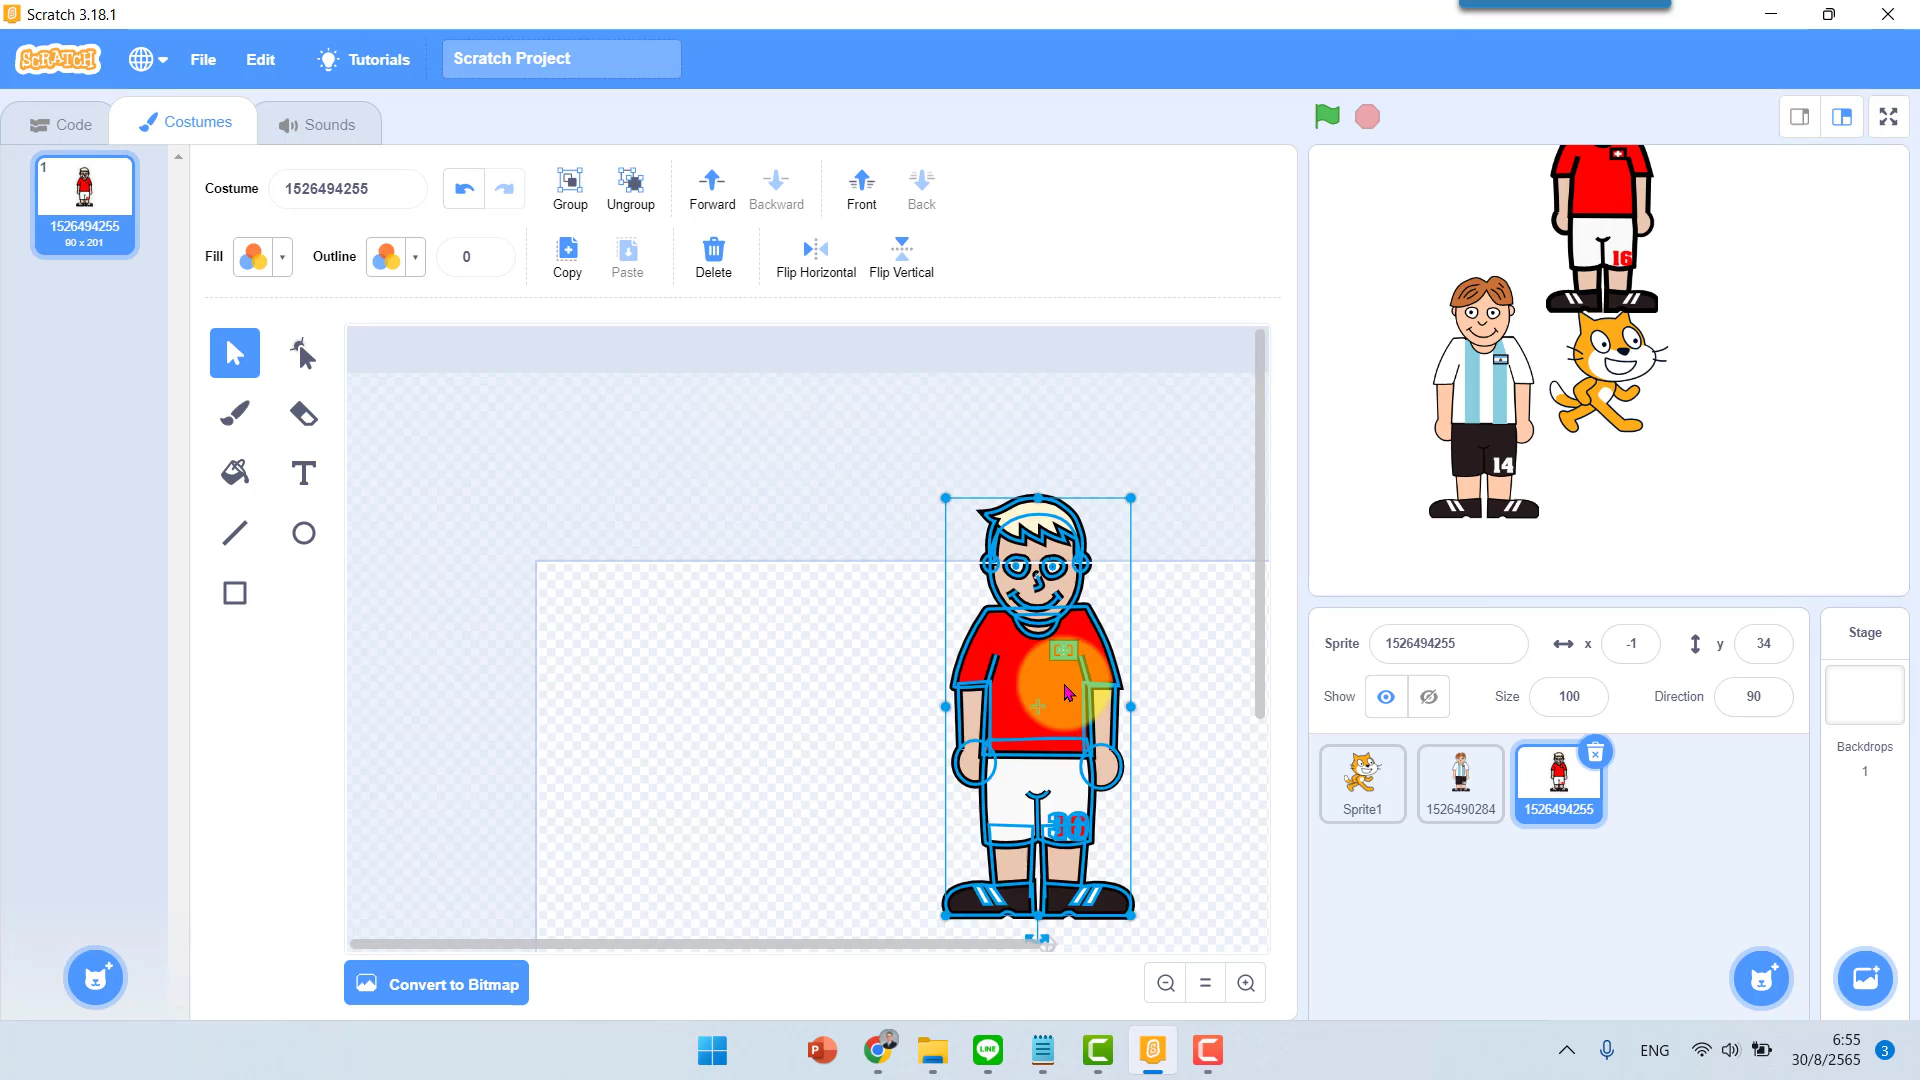 Scratch 3.18.1
SCRATCH
File
Edit
Tutorials
Scratch Project
Code
Costumes
Sounds
1
1526494255
90 x 201
Costume
1526494255
Group
Ungroup
Forward
Backward
Front
Back
Fill
Outline
0
Copy
Paste
Delete
Flip Horizontal
Flip Vertical
T
16
Convert to Bitmap
16
14
Sprite
1526494255
x
-1
y
34
Show
Size
100
Direction
90
Sprite1
1526490284
1526494255
Stage
Backdrops
1
P
LINE
C
C
ENG
6:55
30/8/2565
3